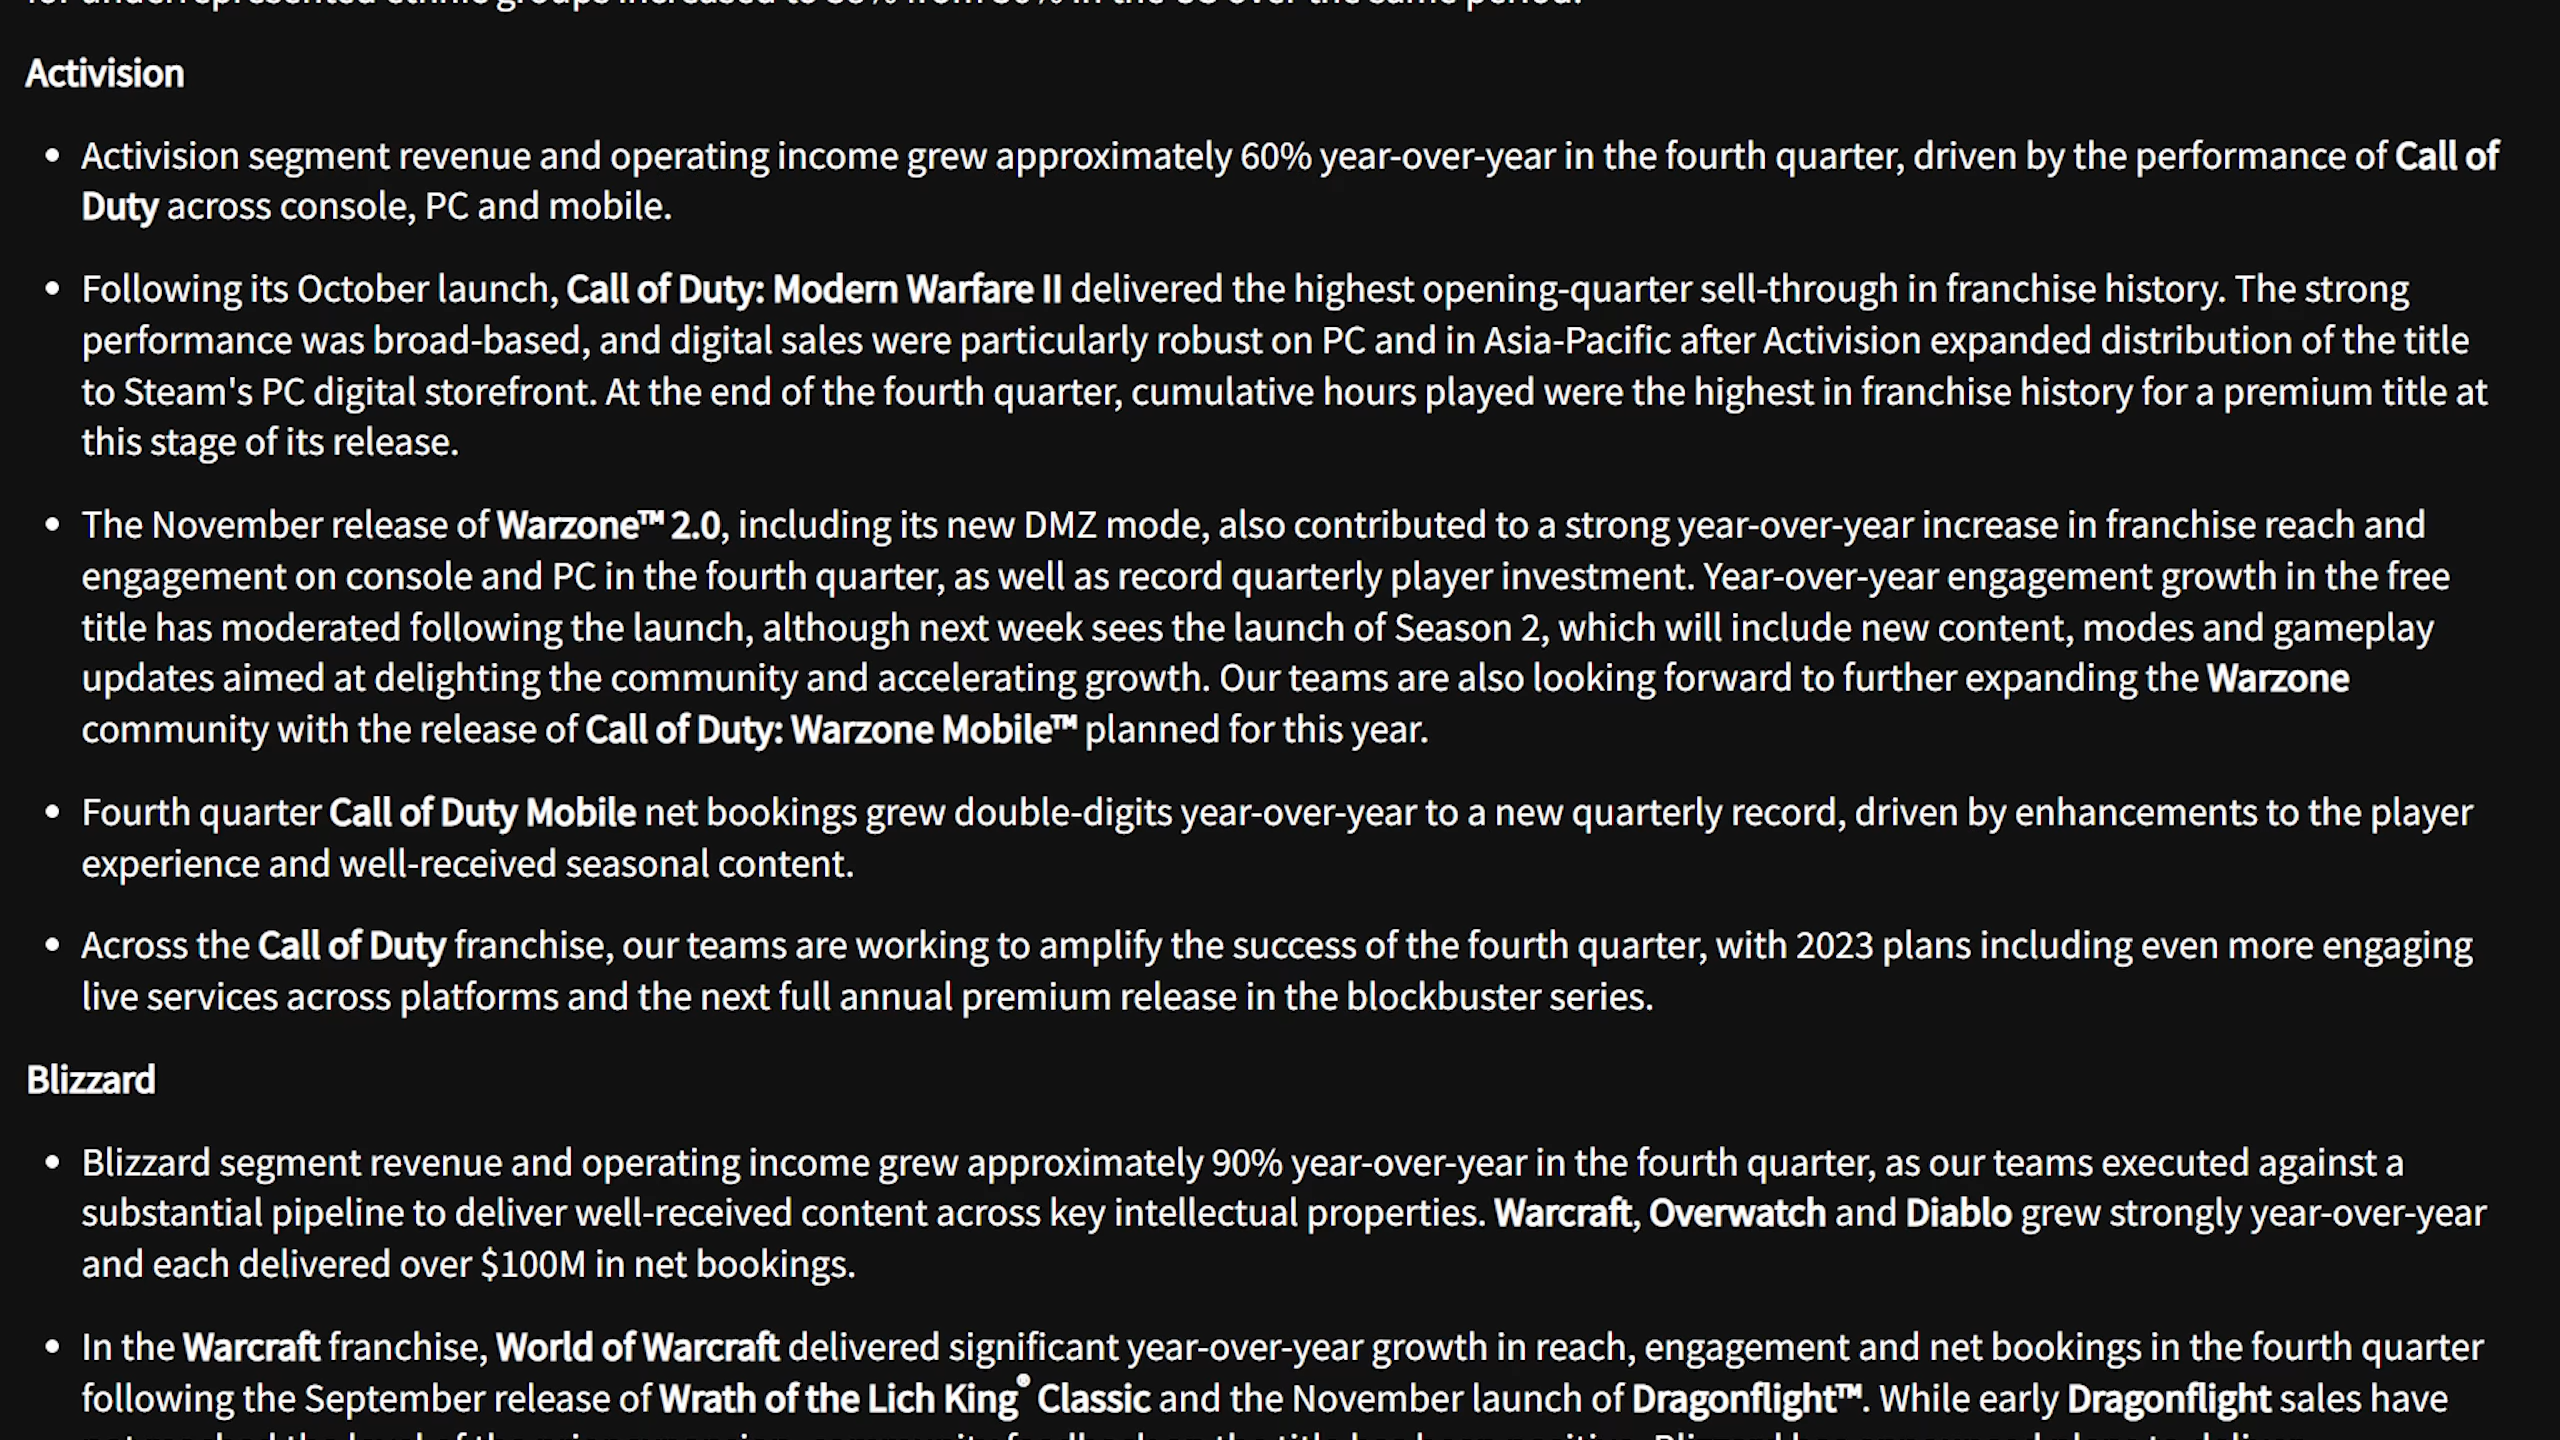 Activision
• Activision segment revenue and operating income grew approximately 60% year-over-year in the fourth quarter, driven by the performance of Call of
Duty across console, PC and mobile.
• Following its October launch, Call of Duty: Modern Warfare II delivered the highest opening-quarter sell-through in franchise history. The strong
performance was broad-based, and digital sales were particularly robust on PC and in Asia-Pacific after Activision expanded distribution of the title
to Steam's PC digital storefront. At the end of the fourth quarter, cumulative hours played were the highest in franchise history for a premium title at
this stage of its release.
• The November release of Warzone™ 2.0, including its new DMZ mode, also contributed to a strong year-over-year increase in franchise reach and
engagement on console and PC in the fourth quarter, as well as record quarterly player investment. Year-over-year engagement growth in the free
title has moderated following the launch, although next week sees the launch of Season 2, which will include new content, modes and gameplay
updates aimed at delighting the community and accelerating growth. Our teams are also looking forward to further expanding the Warzone
community with the release of Call of Duty: Warzone Mobile™ planned for this year.
• Fourth quarter Call of Duty Mobile net bookings grew double-digits year-over-year to a new quarterly record, driven by enhancements to the player
experience and well-received seasonal content.
• Across the Call of Duty franchise, our teams are working to amplify the success of the fourth quarter, with 2023 plans including even more engaging
live services across platforms and the next full annual premium release in the blockbuster series.
Blizzard
• Blizzard segment revenue and operating income grew approximately 90% year-over-year in the fourth quarter, as our teams executed against a
substantial pipeline to deliver well-received content across key intellectual properties. Warcraft, Overwatch and Diablo grew strongly year-over-year
and each delivered over $100M in net bookings.
• In the Warcraft franchise, World of Warcraft delivered significant year-over-year growth in reach, engagement and net bookings in the fourth quarter
following the September release of Wrath of the Lich King® Classic and the November launch of Dragonflight™. While early Dragonflight sales have